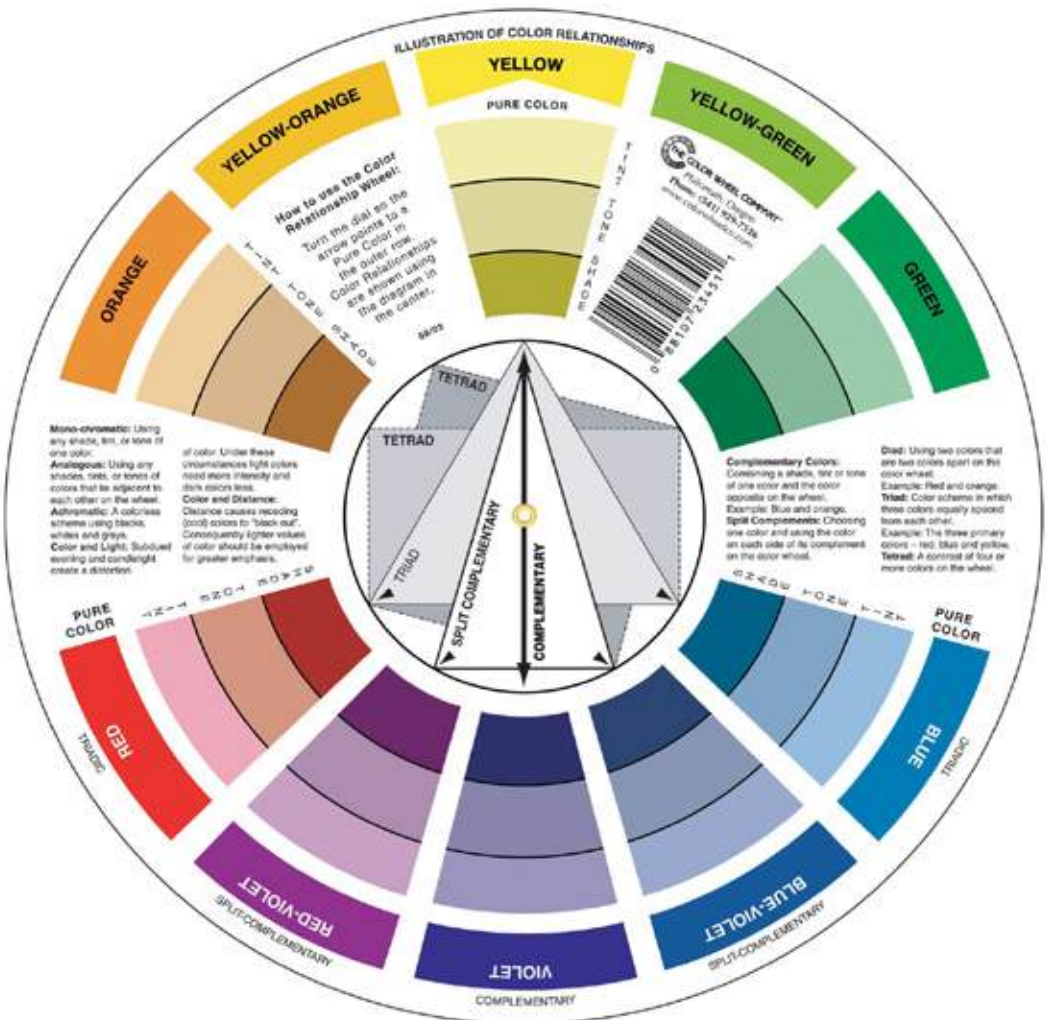 ILLUSTRATION OF COLOR RELATIONSHIPS
YELLOW
PURE COLOR
TINT TONE SHADE
YELLOW-GREEN
THE COLOR WHEEL COMPANY™
Philomath, Oregon
Phone: (541) 929-7526
www.colorwheelco.com
GREEN
YELLOW-ORANGE
How to use the Color
Relationship Wheel:
Turn the dial so the
arrow points to a
Pure Color in
the outer row.
Color Relationships
are shown using
the diagram in
the center.
ORANGE
TINT TONE SHADE
TETRAD
TETRAD
TRIAD
SPLIT COMPLEMENTARY
COMPLEMENTARY
Mono-chromatic: Using
any shade, tint, or tone of
one color.
Analogous: Using any
shades, tints, or tones of
colors that lie adjacent to
each other on the wheel.
Achromatic: A colorless
scheme using blacks,
whites and grays.
Color and Light: Subdued
evening and candlelight
create a distortion.
of color. Under these
circumstances light colors
need more intensity and
dark colors less.
Color and Distance:
Distance causes receding
(cool) colors to "black out".
Consequently lighter values
of color should be employed
for greater emphasis.
Complementary Colors:
Combining a shade, tint or tone
of one color and the color
opposite on the wheel.
Example: Blue and orange.
Split Complements: Choosing
one color and using the color
on each side of its complement
on the color wheel.
Diad: Using two colors that
are two colors apart on the
color wheel.
Example: Red and orange.
Triad: Color scheme in which
three colors equally spaced
from each other.
Example: The three primary
colors – red, blue and yellow.
Tetrad: A contrast of four or
more colors on the wheel.
PURE
COLOR
SHADE TONE TINT
RED
TRIADIC
RED-VIOLET
SPLIT-COMPLEMENTARY
VIOLET
COMPLEMENTARY
BLUE-VIOLET
SPLIT-COMPLEMENTARY
SHADE TONE TINT
PURE
COLOR
BLUE
TRIADIC